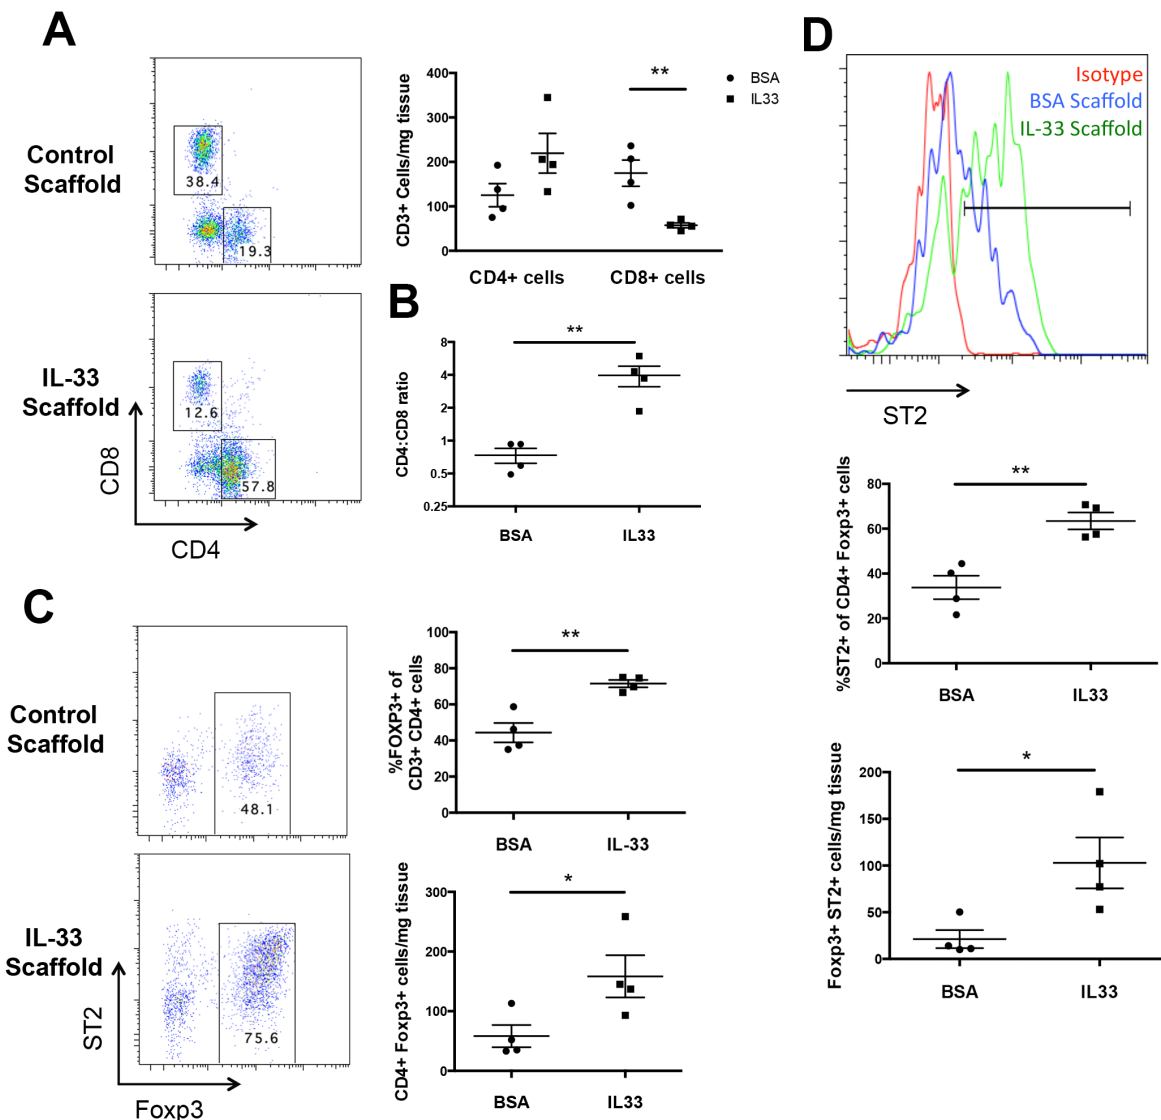 A
Control
Scaffold
38.4
19.3
IL-33
Scaffold
12.6
57.8
CD8
CD4
CD3+ Cells/mg tissue
400
300
200
100
0
**
BSA
IL33
CD4+ cells
CD8+ cells
B
CD4:CD8 ratio
8
4
2
1
0.5
0.25
**
BSA
IL33
C
Control
Scaffold
48.1
IL-33
Scaffold
75.6
ST2
Foxp3
%FOXP3+ of
CD3+ CD4+ cells
100
80
60
40
20
0
**
BSA
IL-33
CD4+ Foxp3+ cells/mg tissue
300
200
100
0
*
BSA
IL33
D
Isotype
BSA Scaffold
IL-33 Scaffold
ST2
%ST2+ of CD4+ Foxp3+ cells
80
60
40
20
0
**
BSA
IL33
Foxp3+ ST2+ cells/mg tissue
200
150
100
50
0
*
BSA
IL33